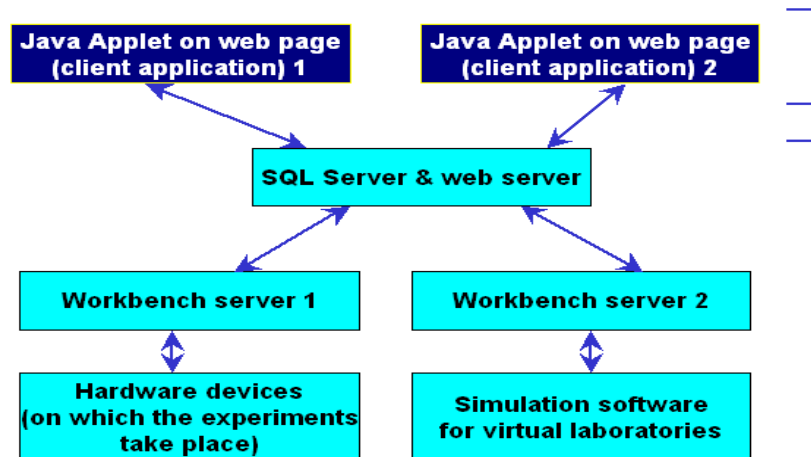 Java Applet on web page
(client application) 1
Java Applet on web page
(client application) 2
SQL Server & web server
Workbench server 1
Workbench server 2
Hardware devices
(on which the experiments
take place)
Simulation software
for virtual laboratories